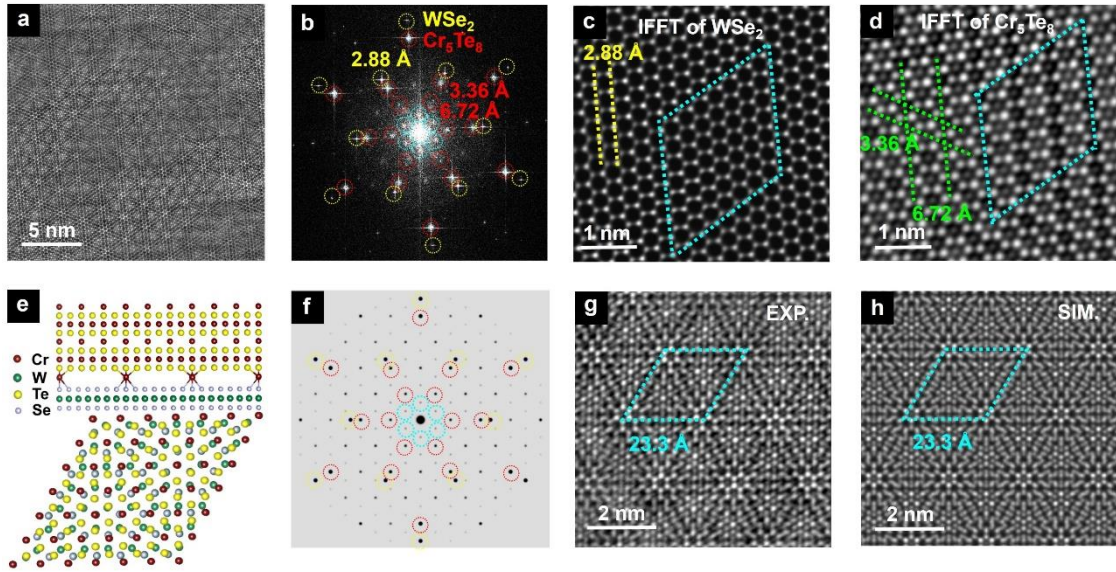 a
5 nm
b
WSe2
Cr5Te8
2.88 Å
3.36 Å
6.72 Å
c
IFFT of WSe2
2.88 Å
1 nm
d
IFFT of Cr5Te8
3.36 Å
6.72 Å
1 nm
e
Cr
W
Te
Se
f
g
EXP.
23.3 Å
2 nm
h
SIM.
23.3 Å
2 nm